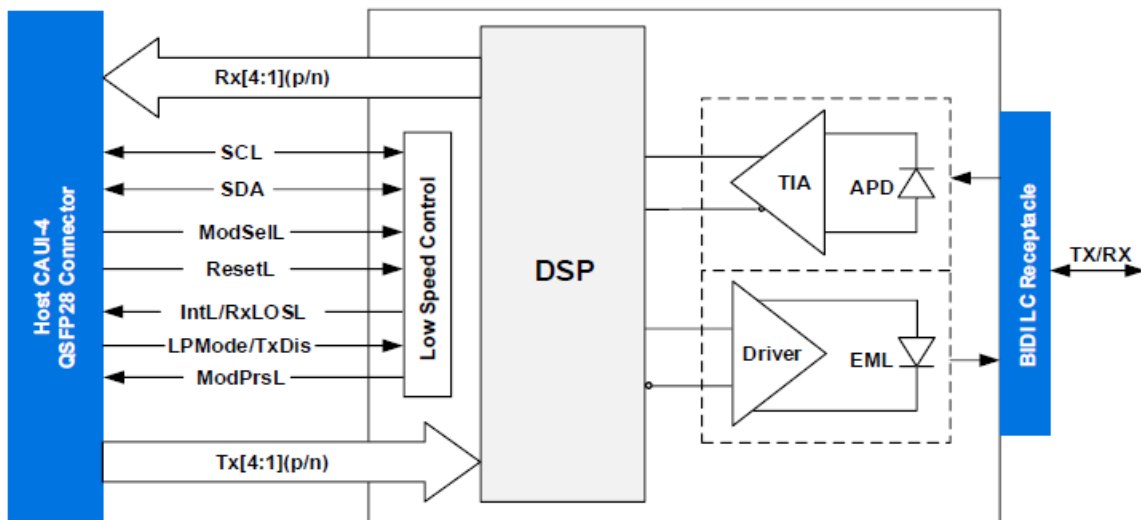 Host CAUI-4
QSFP28 Connector
Rx[4:1](p/n)
SCL
SDA
ModSelL
ResetL
IntL/RxLOSL
LPMode/TxDis
ModPrsL
Tx[4:1](p/n)
Low Speed Control
DSP
TIA
APD
Driver
EML
BIDI LC Receptacle
TX/RX